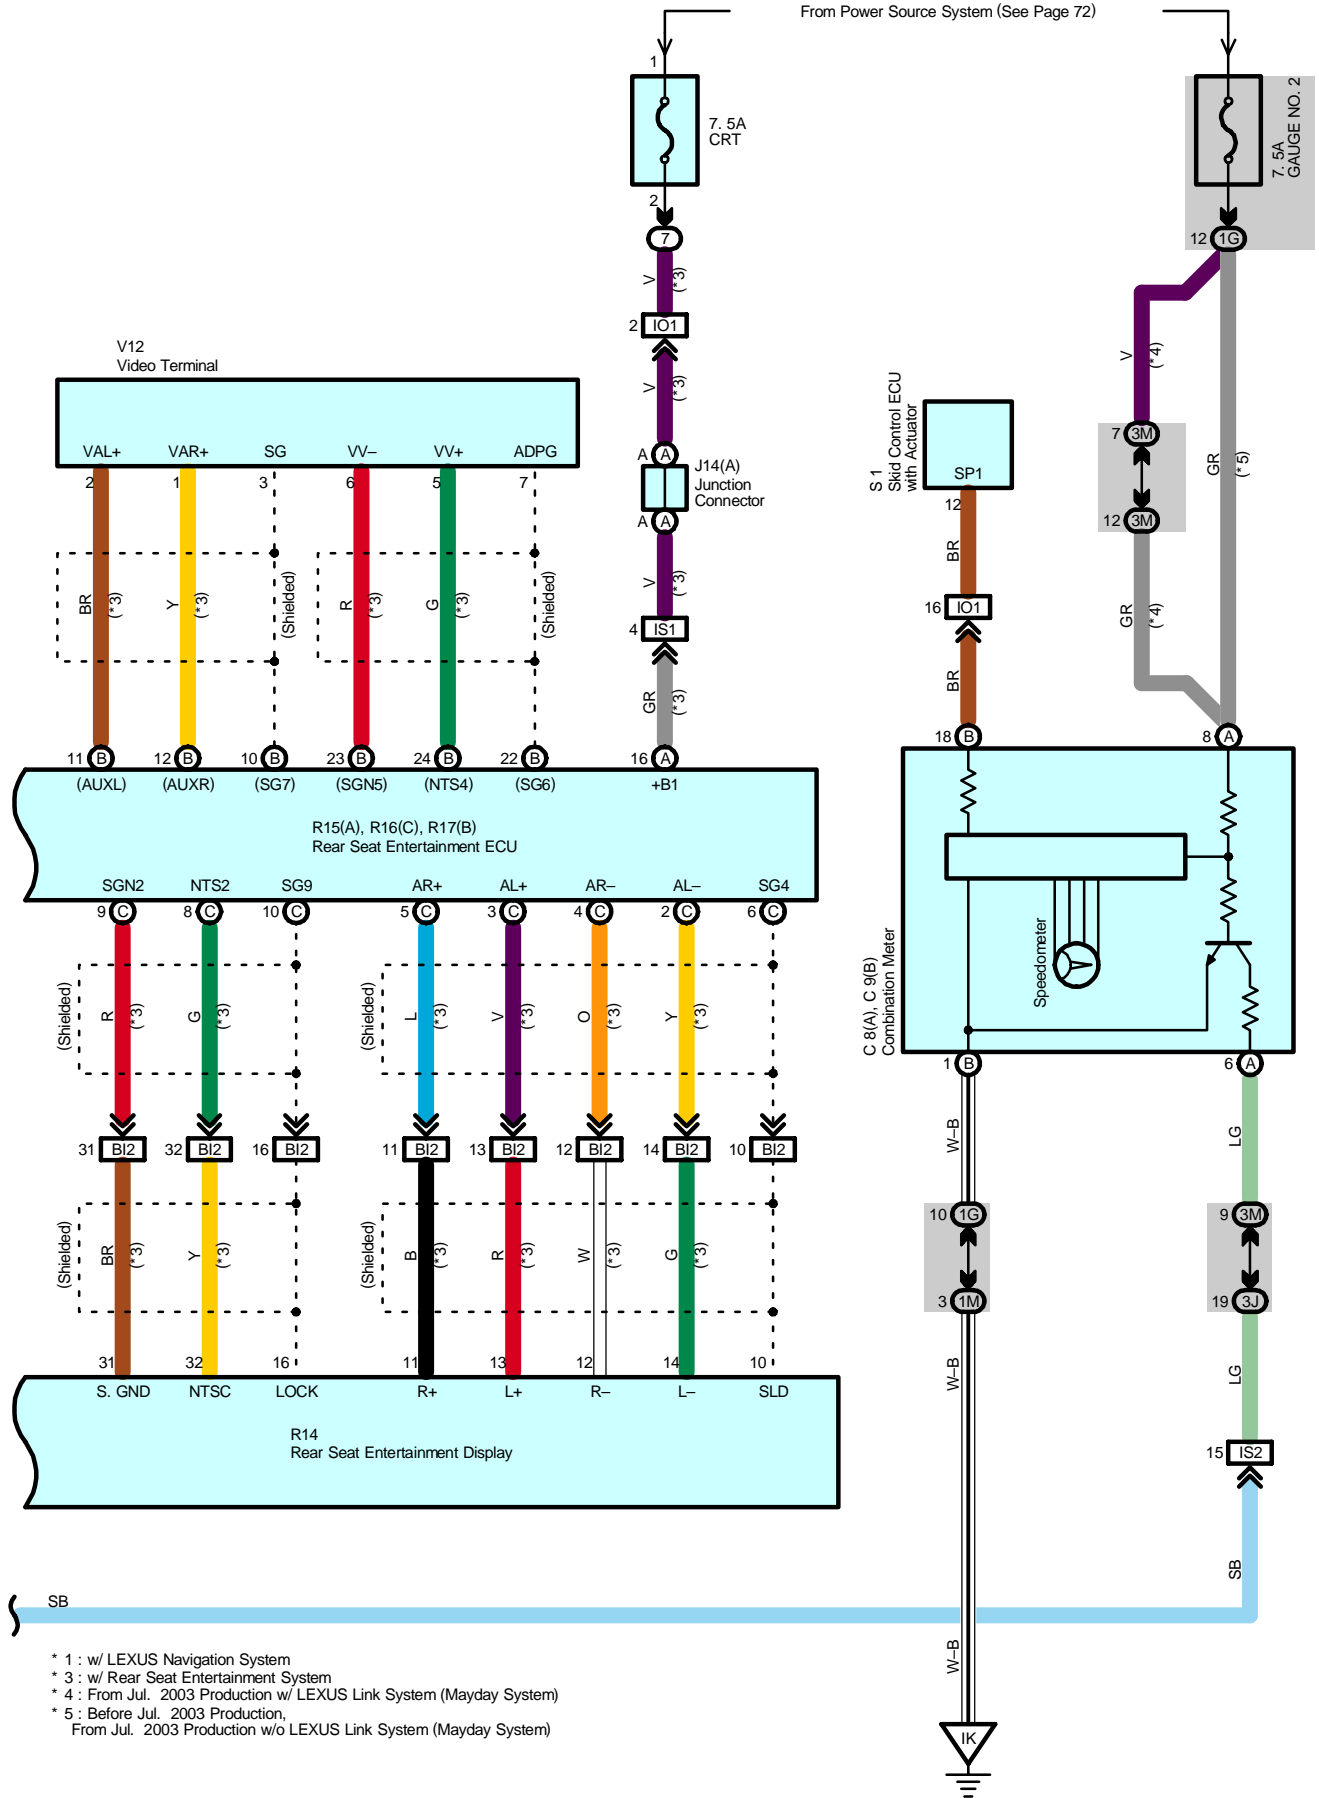 From Power Source System (See Page 72)
1
7. 5A
CRT
2
7
7. 5A
GAUGE NO. 2
12 1G
V
(* 3)
2 IO1
V
(* 3)
A A
J14(A)
Junction
Connector
A A
V
(* 3)
4 IS1
GR
(* 3)
V12
Video Terminal
VAL+ VAR+ SG VV– VV+ ADPG
2 1 3 6 5 7
BR
(* 3)
Y
(* 3)
(Shielded)
R
(* 3)
G
(* 3)
(Shielded)
11 B 12 B 10 B 23 B 24 B 22 B 16 A
(AUXL) (AUXR) (SG7) (SGN5) (NTS4) (SG6) +B1
R15(A), R16(C), R17(B)
Rear Seat Entertainment ECU
SGN2 NTS2 SG9 AR+ AL+ AR– AL– SG4
9 C 8 C 10 C 5 C 3 C 4 C 2 C 6 C
(Shielded)
R
(* 3)
G
(* 3)
(Shielded)
L
(* 3)
V
(* 3)
O
(* 3)
Y
(* 3)
31 BI2 32 BI2 16 BI2 11 BI2 13 BI2 12 BI2 14 BI2 10 BI2
(Shielded)
BR
(* 3)
Y
(* 3)
(Shielded)
B
(* 3)
R
(* 3)
W
(* 3)
G
(* 3)
31 32 16 11 13 12 14 10
S. GND NTSC LOCK R+ L+ R– L– SLD
R14
Rear Seat Entertainment Display
S 1
Skid Control ECU
with Actuator
SP1
12
BR
16 IO1
BR
18 B
V
(* 4)
7 3M
12 3M
GR
(* 4)
GR
(* 5)
8 A
C 8(A), C 9(B)
Combination Meter
Speedometer
1 B
6 A
W–B
LG
10 1G
3 1M
9 3M
19 3J
W–B
LG
15 IS2
SB
SB
W–B
IK
* 1 : w/ LEXUS Navigation System
* 3 : w/ Rear Seat Entertainment System
* 4 : From Jul. 2003 Production w/ LEXUS Link System (Mayday System)
* 5 : Before Jul. 2003 Production,
From Jul. 2003 Production w/o LEXUS Link System (Mayday System)